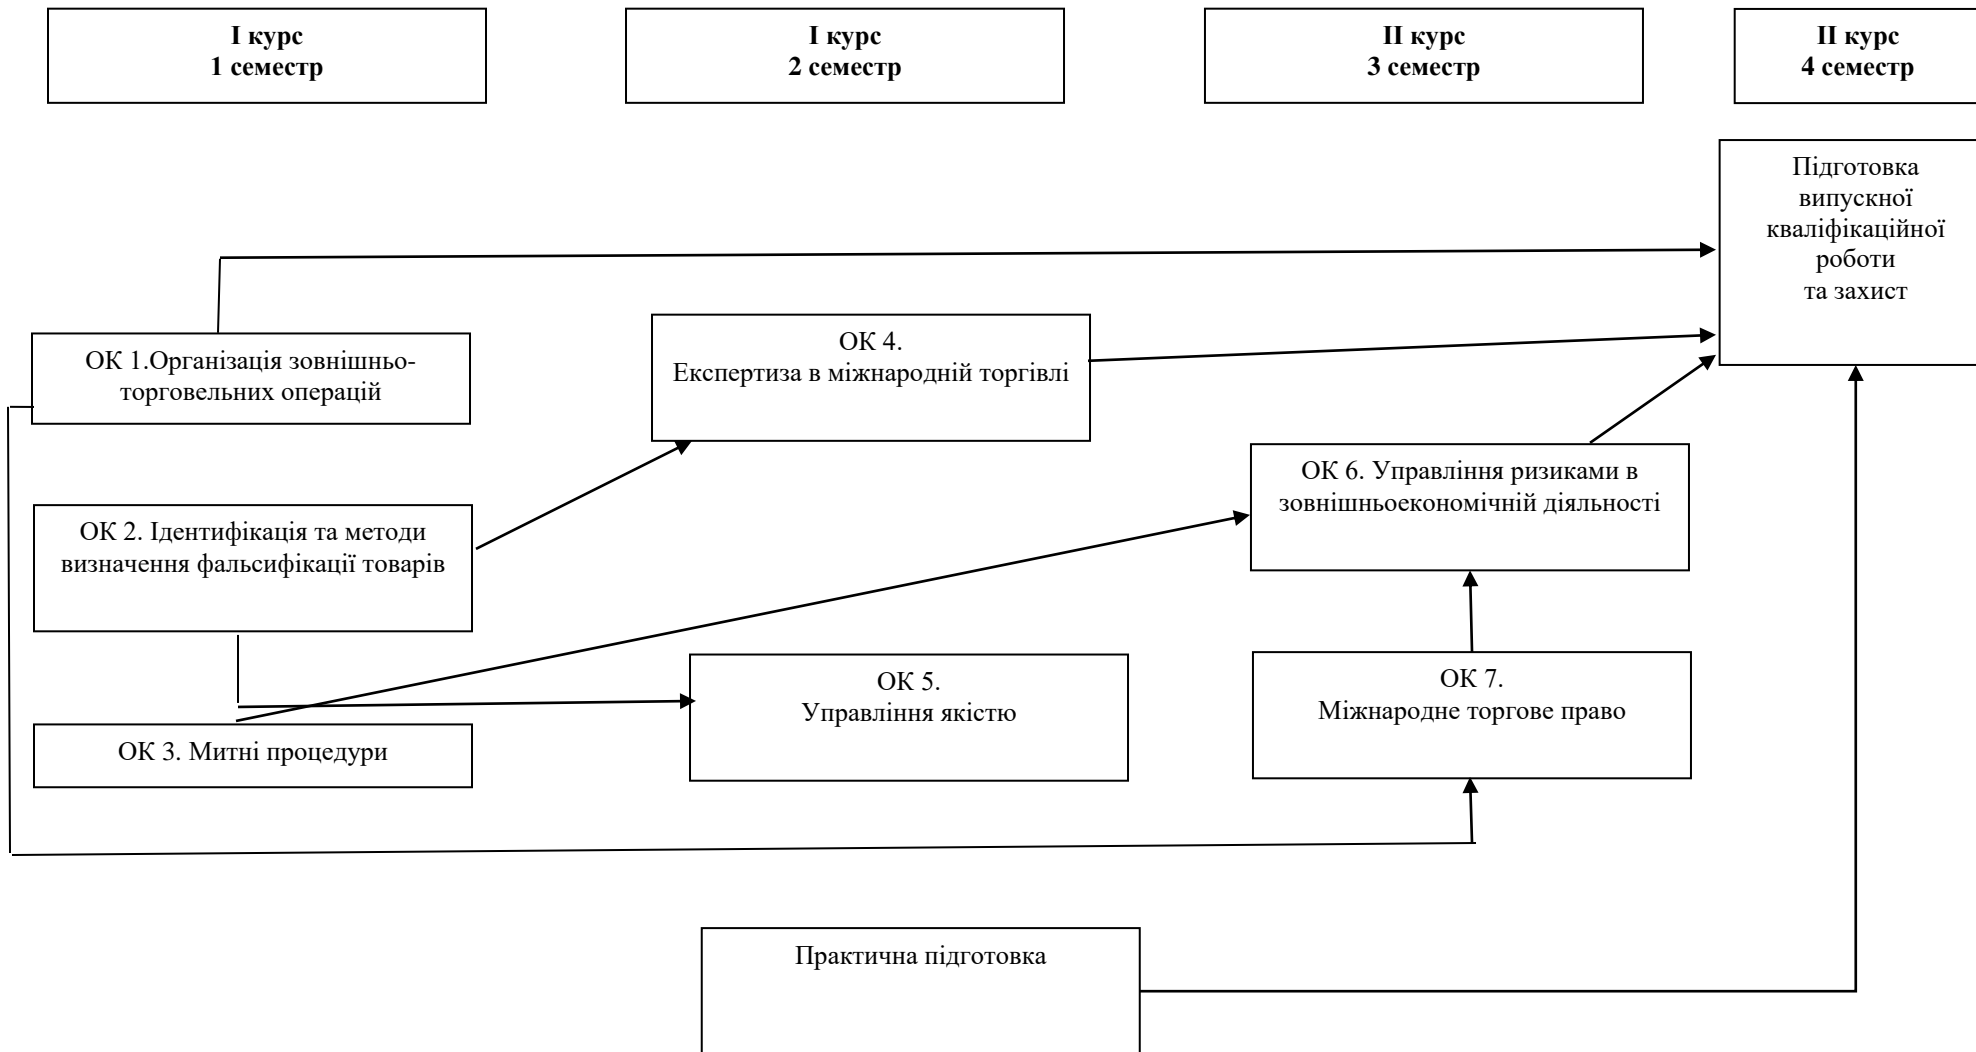 І курс
1 семестр
І курс
2 семестр
ІІ курс
3 семестр
ІІ курс
4 семестр
Підготовка
випускної
кваліфікаційної
роботи
та захист
ОК 1.Організація зовнішньо-
торговельних операцій
ОК 4.
Експертиза в міжнародній торгівлі
ОК 6. Управління ризиками в
зовнішньоекономічній діяльності
ОК 2. Ідентифікація та методи
визначення фальсифікації товарів
ОК 5.
Управління якістю
ОК 7.
Міжнародне торгове право
ОК 3. Митні процедури
Практична підготовка